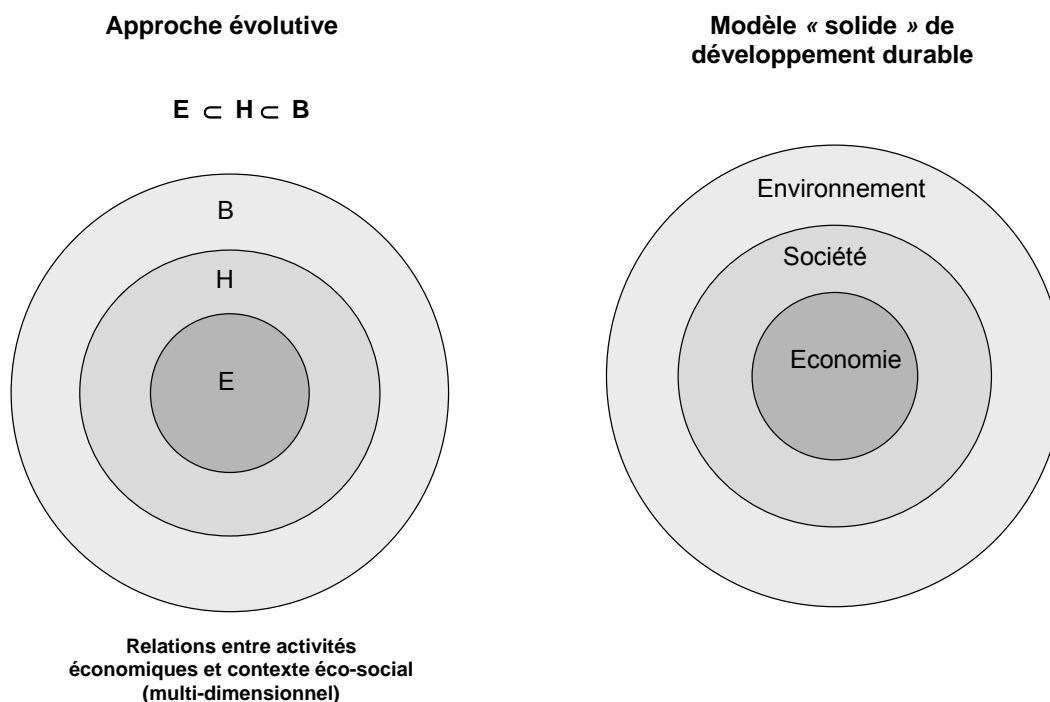 Approche évolutive
E ⊂ H ⊂ B
B
H
E
Relations entre activités
économiques et contexte éco-social
(multi-dimensionnel)
Modèle « solide » de
développement durable
Environnement
Société
Economie